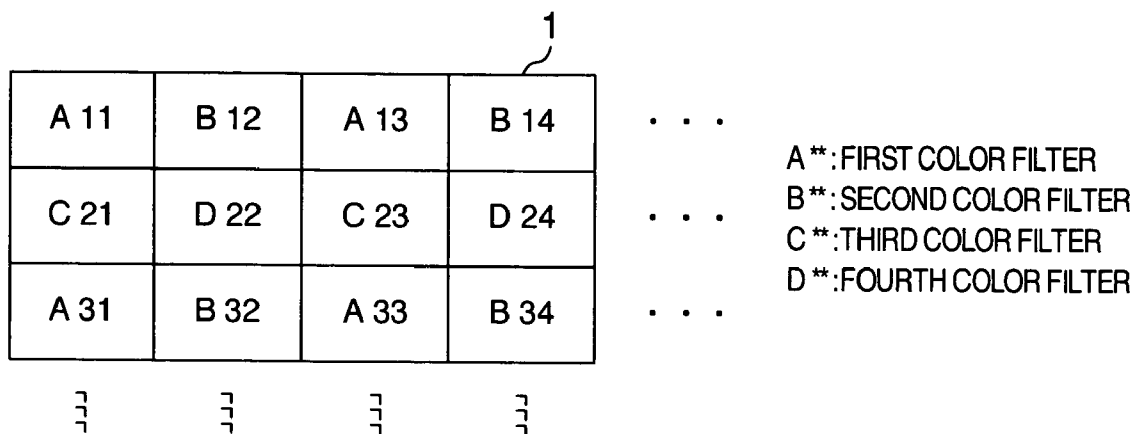 1
A 11 B 12 A 13 B 14 . . .
C 21 D 22 C 23 D 24 . . .
A 31 B 32 A 33 B 34 . . .
A **:FIRST COLOR FILTER
B **:SECOND COLOR FILTER
C **:THIRD COLOR FILTER
D **:FOURTH COLOR FILTER